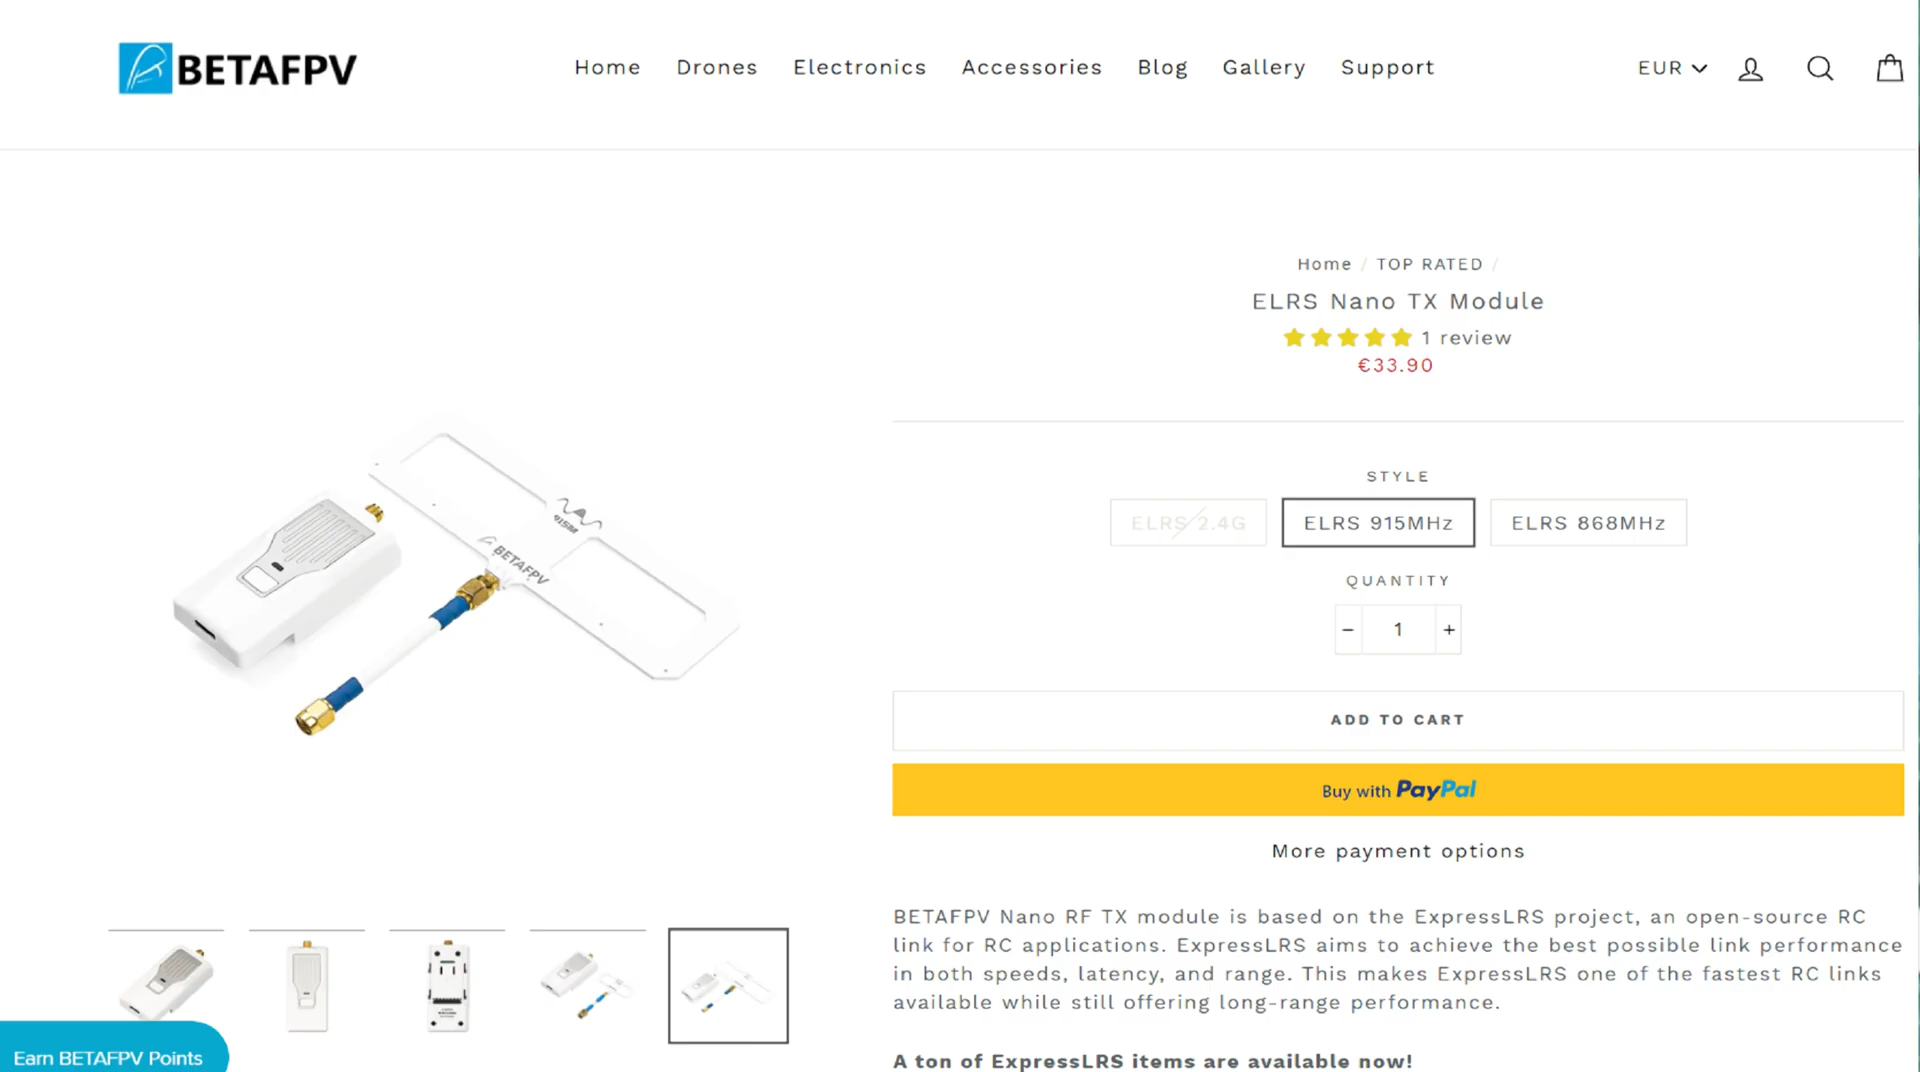 BETAFPV
Home Drones Electronics Accessories Blog Gallery Support
EUR
Home / TOP RATED /
ELRS Nano TX Module
1 review
€33.90
STYLE
ELRS 2.4G ELRS 915MHz ELRS 868MHz
QUANTITY
− 1 +
ADD TO CART
Buy with PayPal
More payment options
915M
BETAFPV
BETAFPV Nano RF TX module is based on the ExpressLRS project, an open-source RC
link for RC applications. ExpressLRS aims to achieve the best possible link performance
in both speeds, latency, and range. This makes ExpressLRS one of the fastest RC links
available while still offering long-range performance.
A ton of ExpressLRS items are available now!
Earn BETAFPV Points